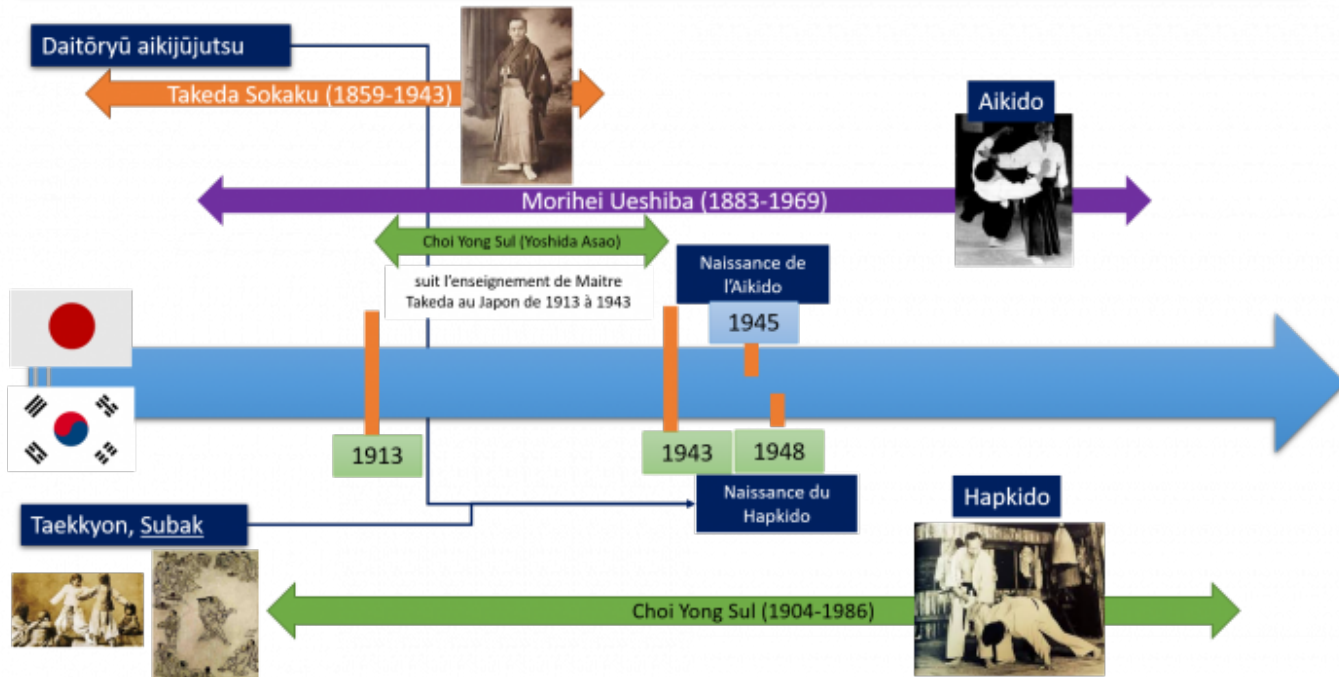 Daitōryū aikijūjutsu
Takeda Sokaku (1859-1943)
Aikido
Morihei Ueshiba (1883-1969)
Choi Yong Sul (Yoshida Asao)
suit l'enseignement de Maitre
Takeda au Japon de 1913 à 1943
Naissance de
l'Aikido
1945
1913
1943
1948
Naissance du
Hapkido
Taekkyon, Subak
Hapkido
Choi Yong Sul (1904-1986)